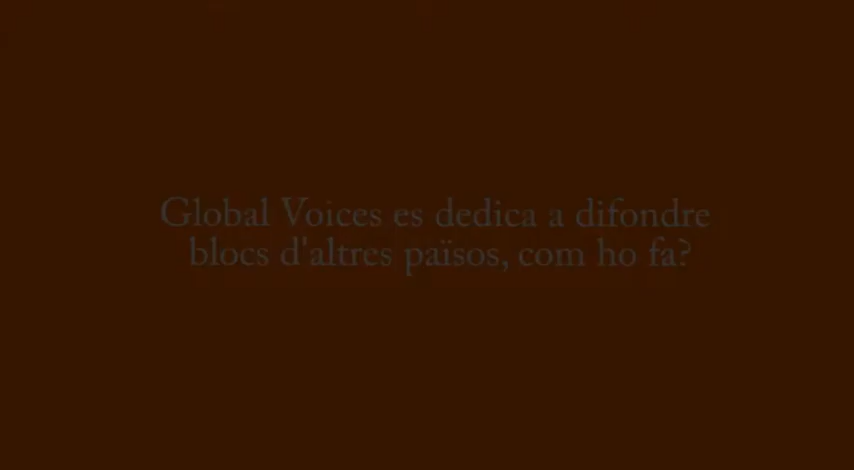 Global Voices es dedica a difondre
blocs d'altres països, com ho fa?